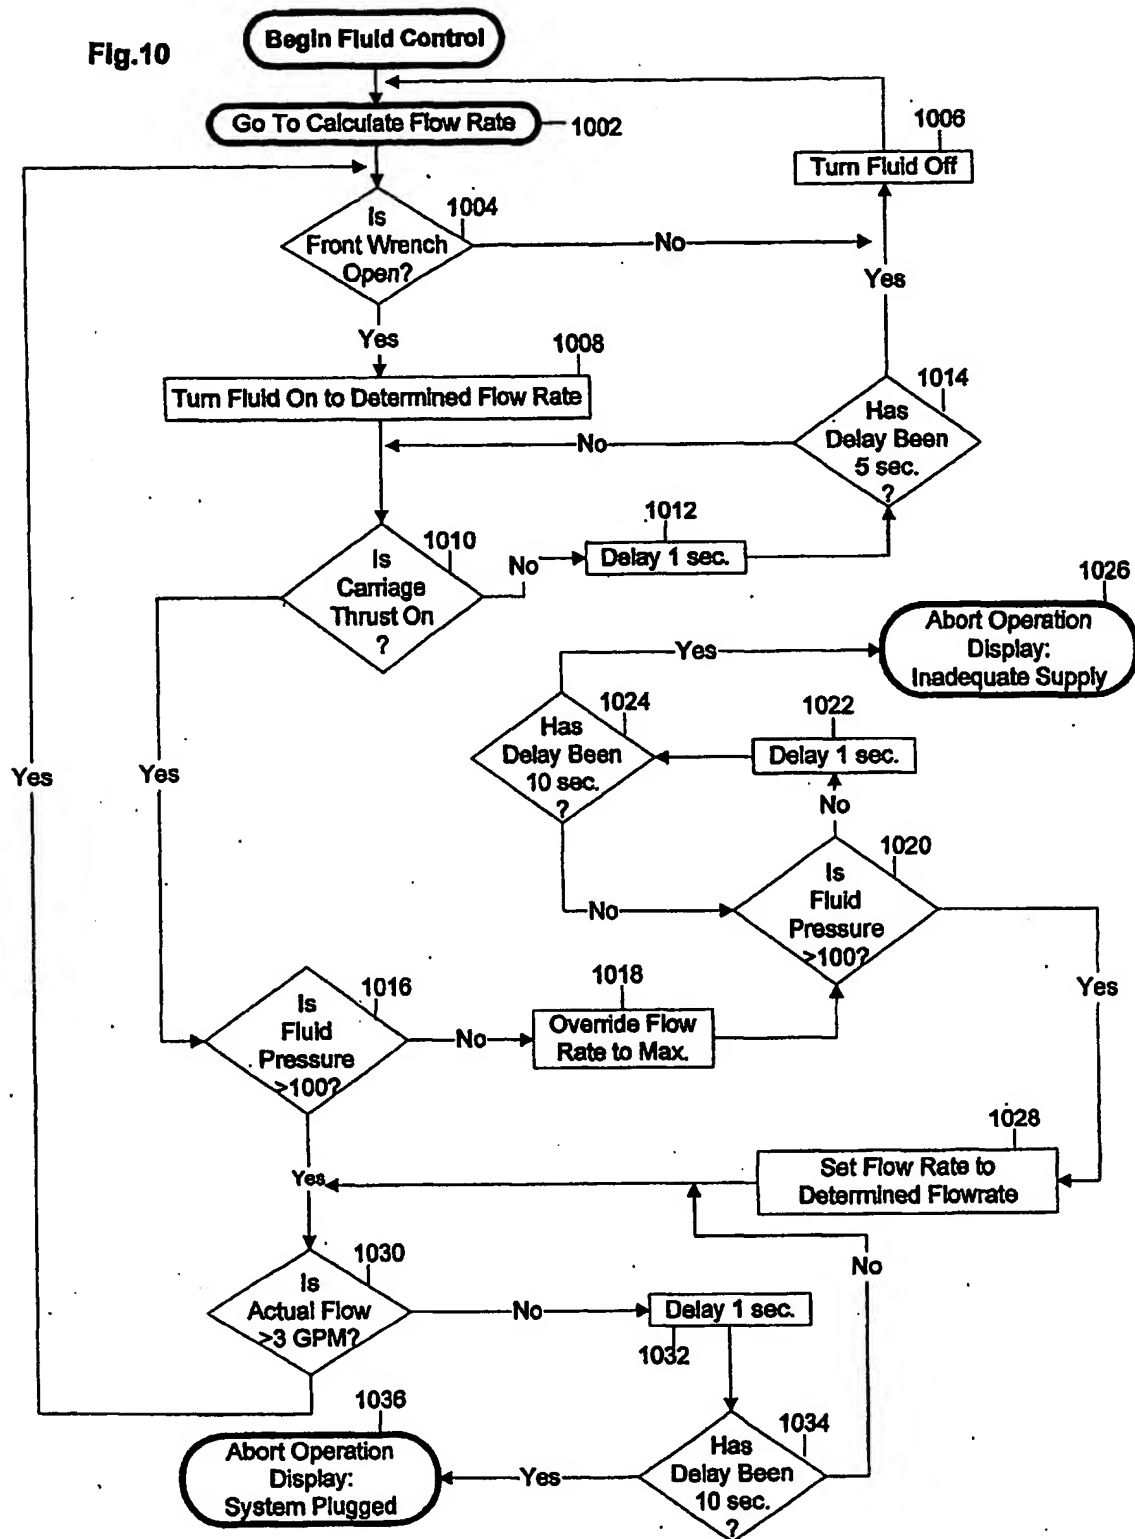 Fig.10
Begin Fluid Control
Go To Calculate Flow Rate
1002
1006
Turn Fluid Off
1004
Is
Front Wrench
Open?
No
Yes
Yes
1008
Turn Fluid On to Determined Flow Rate
1014
Has
Delay Been
5 sec.
?
No
1012
Delay 1 sec.
1010
Is
Carriage
Thrust On
?
No
1026
Abort Operation
Display:
Inadequate Supply
Yes
1024
Has
Delay Been
10 sec.
?
1022
Delay 1 sec.
Yes
Yes
No
1020
Is
Fluid
Pressure
>100?
No
Yes
1016
Is
Fluid
Pressure
>100?
No
1018
Override Flow
Rate to Max.
1028
Set Flow Rate to
Determined Flowrate
Yes
1030
Is
Actual Flow
>3 GPM?
No
Delay 1 sec.
1032
No
1036
Abort Operation
Display:
System Plugged
Yes
1034
Has
Delay Been
10 sec.
?